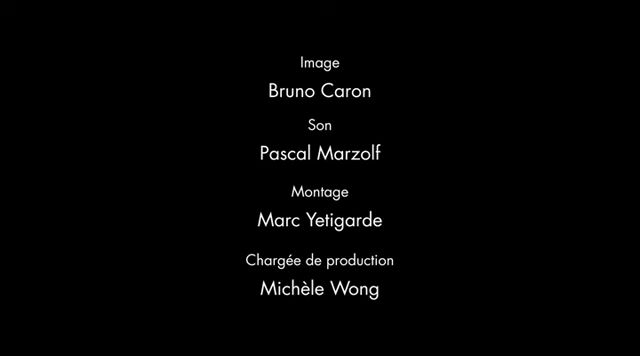 Image
Bruno Caron
Son
Pascal Marzolf
Montage
Marc Yetigarde
Chargée de production
Michèle Wong